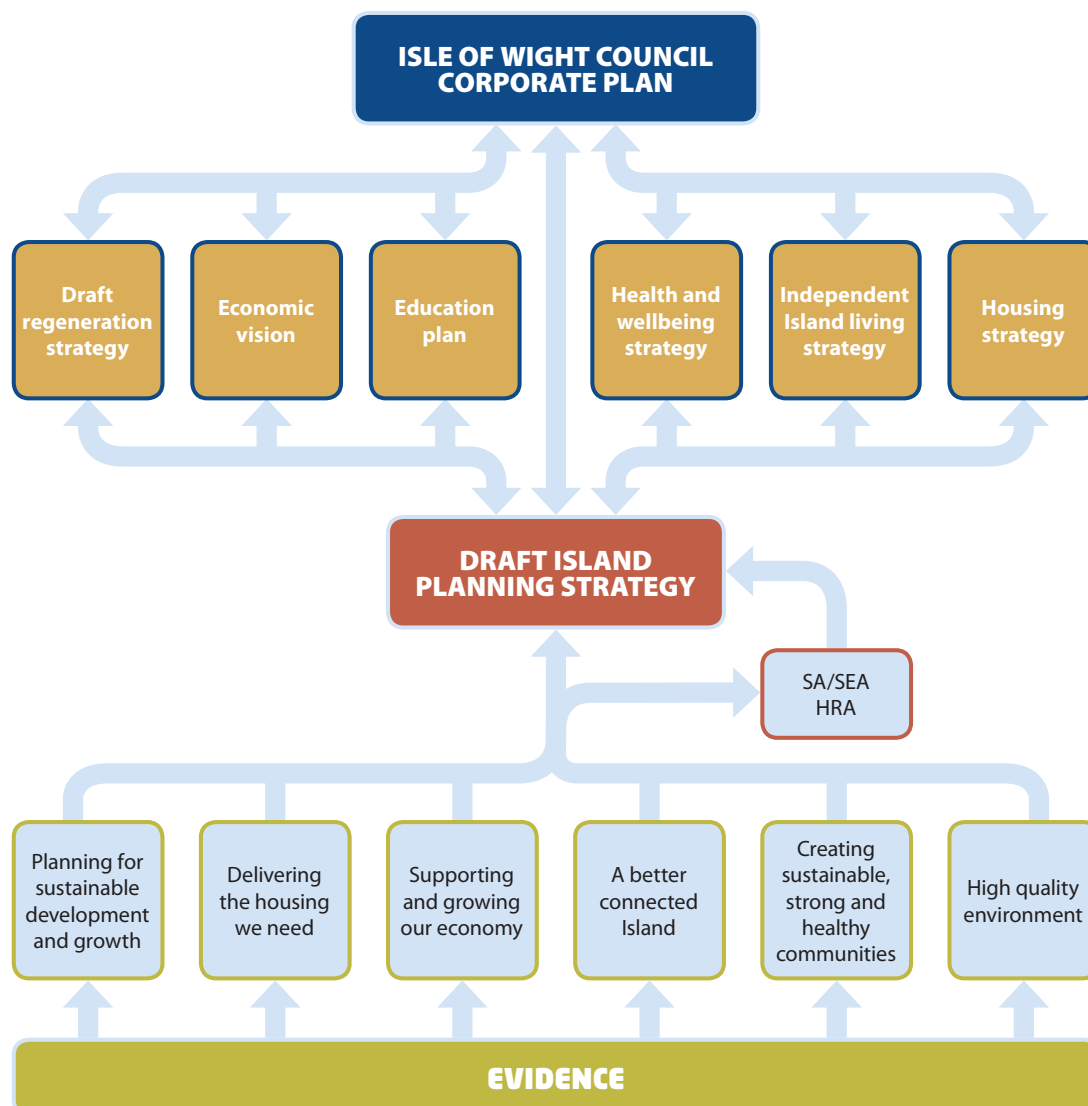 ISLE OF WIGHT COUNCIL
CORPORATE PLAN
Draft
regeneration
strategy
Economic
vision
Education
plan
Health and
wellbeing
strategy
Independent
Island living
strategy
Housing
strategy
DRAFT ISLAND
PLANNING STRATEGY
SA/SEA
HRA
Planning for
sustainable
development
and growth
Delivering
the housing
we need
Supporting
and growing
our economy
A better
connected
Island
Creating
sustainable,
strong and
healthy
communities
High quality
environment
EVIDENCE